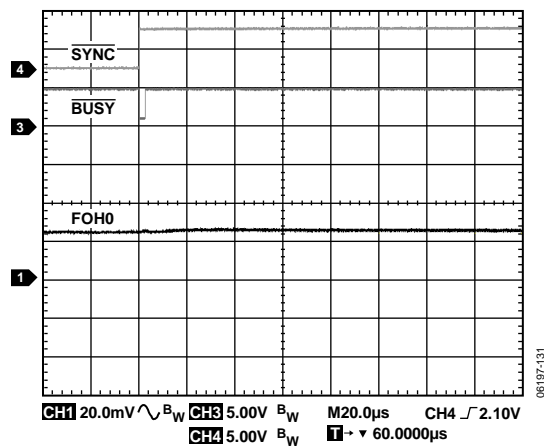 SYNC
4
BUSY
3
FOH0
1
CH1 20.0mV BW CH3 5.00V BW M20.0µs CH4 2.10V
CH4 5.00V BW T 60.0000µs
06197-131